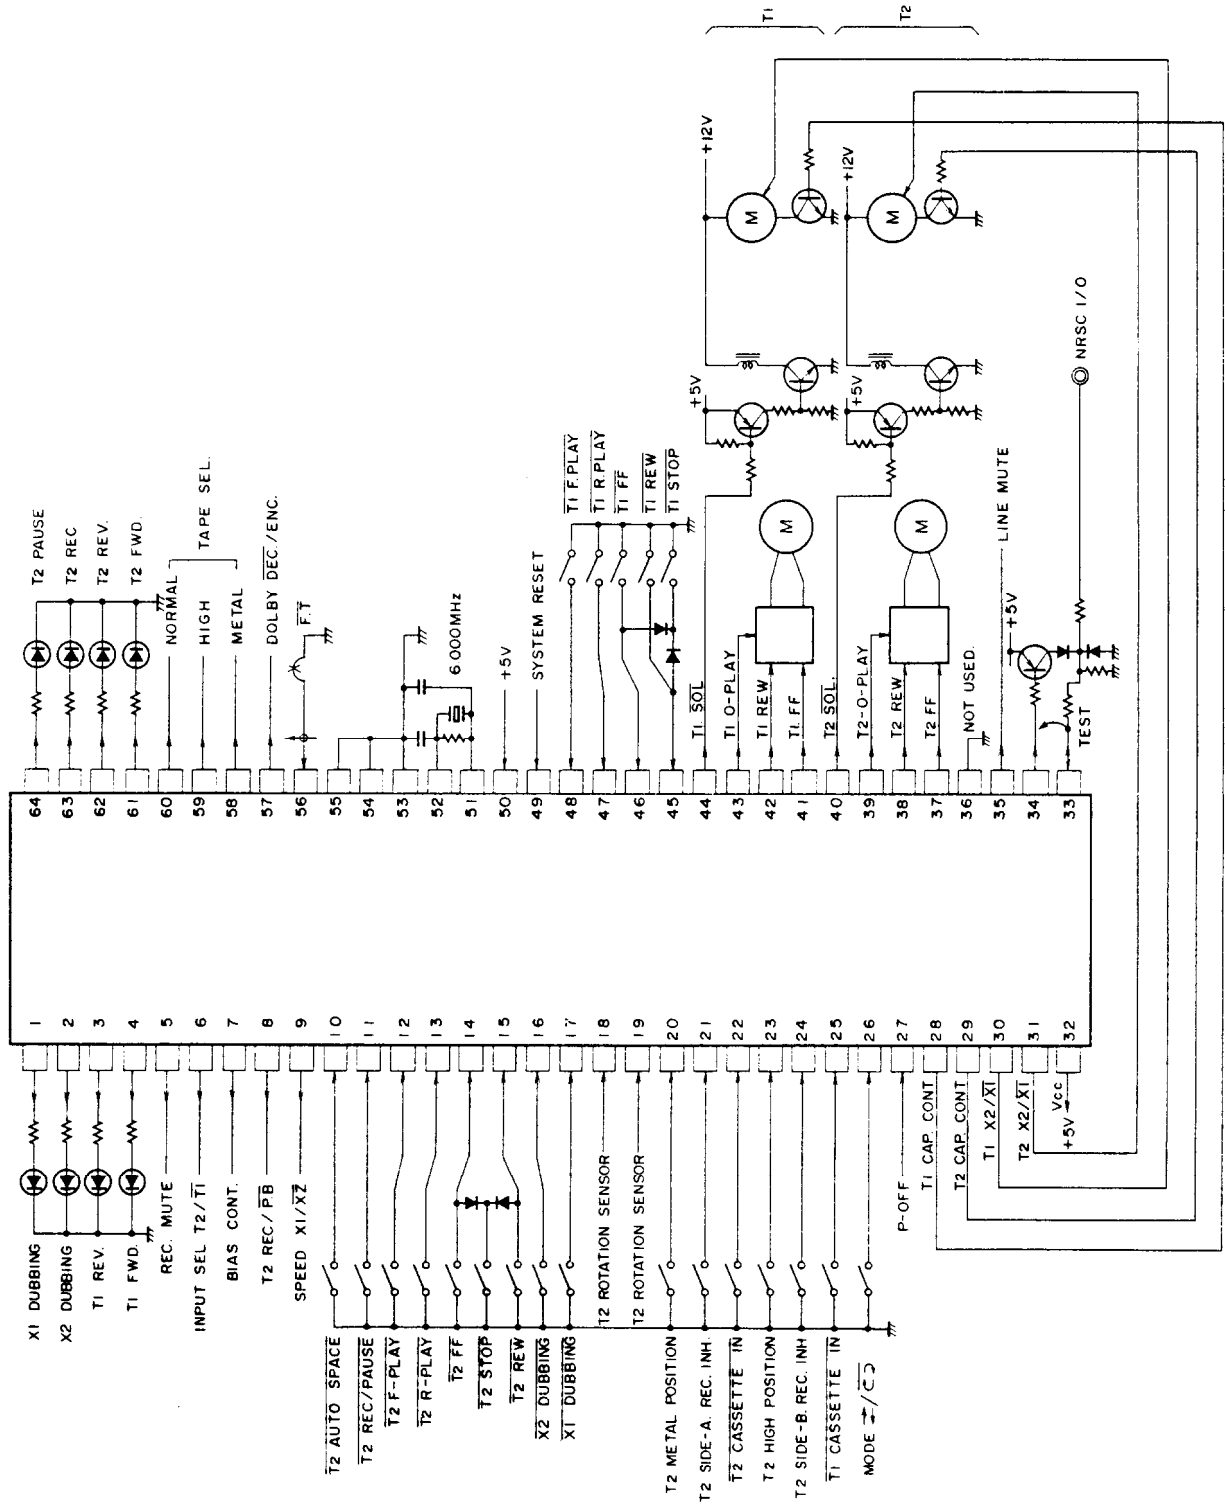 T1
T2
+12V
+12V
+5V
+5V
M
M
M
M
NRSC I/O
T2 PAUSE
T2 REC
T2 REV.
T2 FWD.
NORMAL
HIGH
METAL
TAPE SEL.
DOLBY DEC./ENC.
F.T
6.000MHz
+5V
SYSTEM RESET
T1 F.PLAY
T1 R.PLAY
T1 FF
T1 REW
T1 STOP
T1 SOL
T1 O-PLAY
T1 REW
T1 FF
T2 SOL.
T2-O-PLAY
T2 REW
T2 FF
NOT USED.
LINE MUTE
+5V
TEST
64
63
62
61
60
59
58
57
56
55
54
53
52
51
50
49
48
47
46
45
44
43
42
41
40
39
38
37
36
35
34
33
1
2
3
4
5
6
7
8
9
10
11
12
13
14
15
16
17
18
19
20
21
22
23
24
25
26
27
28
29
30
31
32
X1 DUBBING
X2 DUBBING
T1 REV.
T1 FWD.
REC. MUTE
INPUT SEL T2/T1
BIAS CONT.
T2 REC/PB
SPEED X1/X2
T2 AUTO SPACE
T2 REC/PAUSE
T2 F-PLAY
T2 R-PLAY
T2 FF
T2 STOP
T2 REW
X2 DUBBING
X1 DUBBING
T2 ROTATION SENSOR
T2 ROTATION SENSOR
T2 METAL POSITION
T2 SIDE-A. REC. INH.
T2 CASSETTE IN
T2 HIGH POSITION
T2 SIDE-B. REC. INH
T1 CASSETTE IN
MODE ⇄/⊂⊃
P-OFF
T1 CAP. CONT
T2 CAP. CONT
T1 X2/X1
T2 X2/X1
+5V Vcc